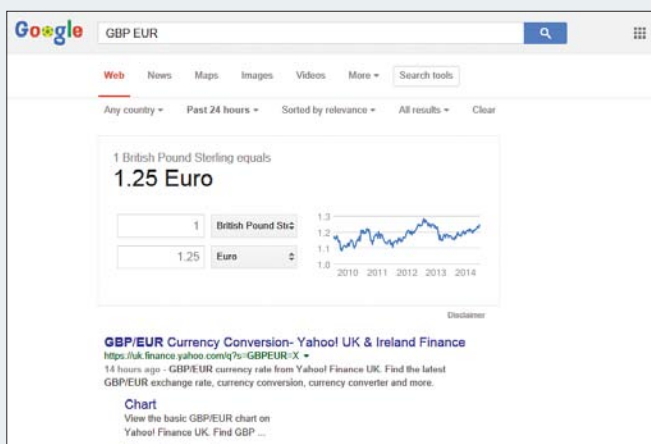 Google
GBP EUR
Web News Maps Images Videos More Search tools
Any country Past 24 hours Sorted by relevance All results Clear
1 British Pound Sterling equals
1.25 Euro
1 British Pound Ste
1.25 Euro
1.3
1.2
1.1
1.0
2010 2011 2012 2013 2014
Disclaimer
GBP/EUR Currency Conversion- Yahoo! UK & Ireland Finance
https://uk.finance.yahoo.com/q?s=GBPEUR=X
14 hours ago - GBP/EUR currency rate from Yahoo! Finance UK. Find the latest
GBP/EUR exchange rate, currency conversion, currency converter and more.
Chart
View the basic GBP/EUR chart on
Yahoo! Finance UK. Find GBP ...